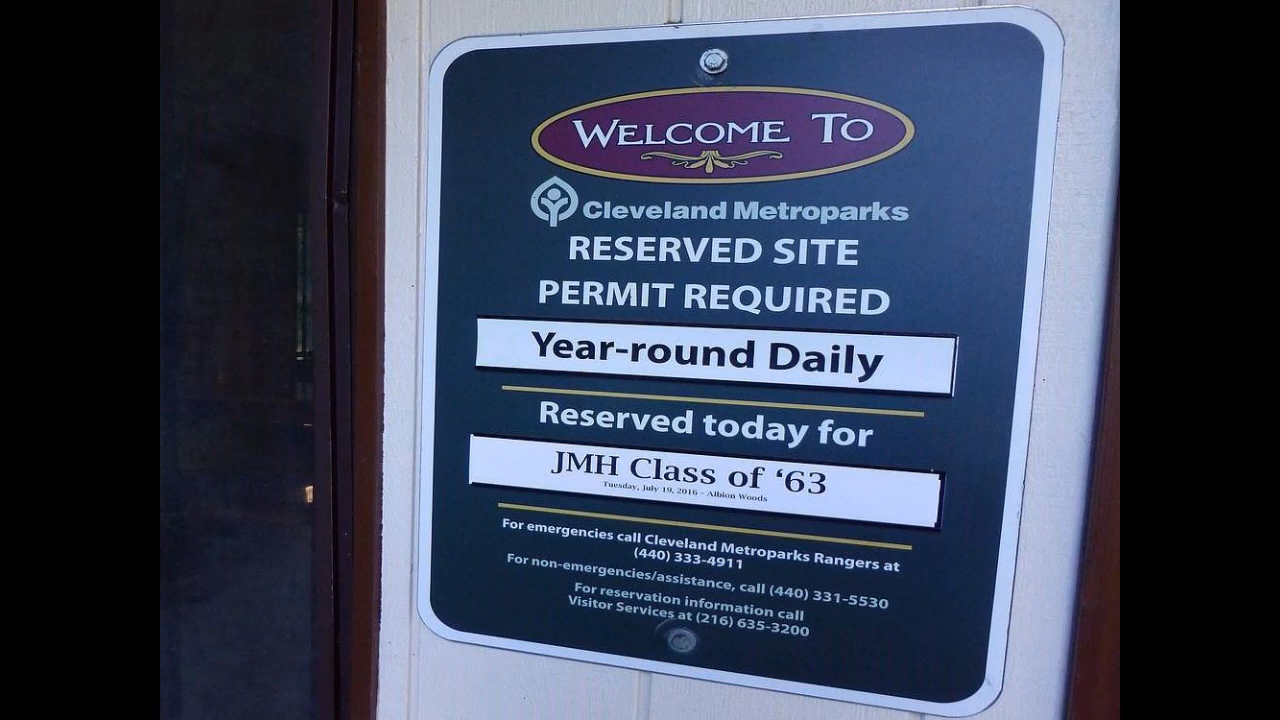 WELCOME TO
Cleveland Metroparks
RESERVED SITE
PERMIT REQUIRED
Year-round Daily
Reserved today for
JMH Class of ‘63
Tuesday, July 19, 2016 - Albion Woods
For emergencies call Cleveland Metroparks Rangers at
(440) 333-4911
For non-emergencies/assistance, call (440) 331-5530
For reservation information call
Visitor Services at (216) 635-3200